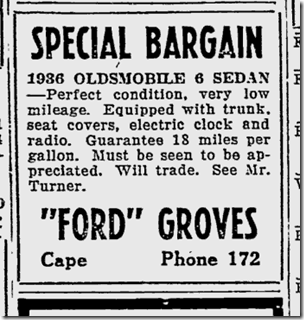 SPECIAL BARGAIN
1936 OLDSMOBILE 6 SEDAN
—Perfect condition, very low
mileage. Equipped with trunk,
seat covers, electric clock and
radio. Guarantee 18 miles per
gallon. Must be seen to be ap-
preciated. Will trade. See Mr.
Turner.
"FORD" GROVES
Cape Phone 172